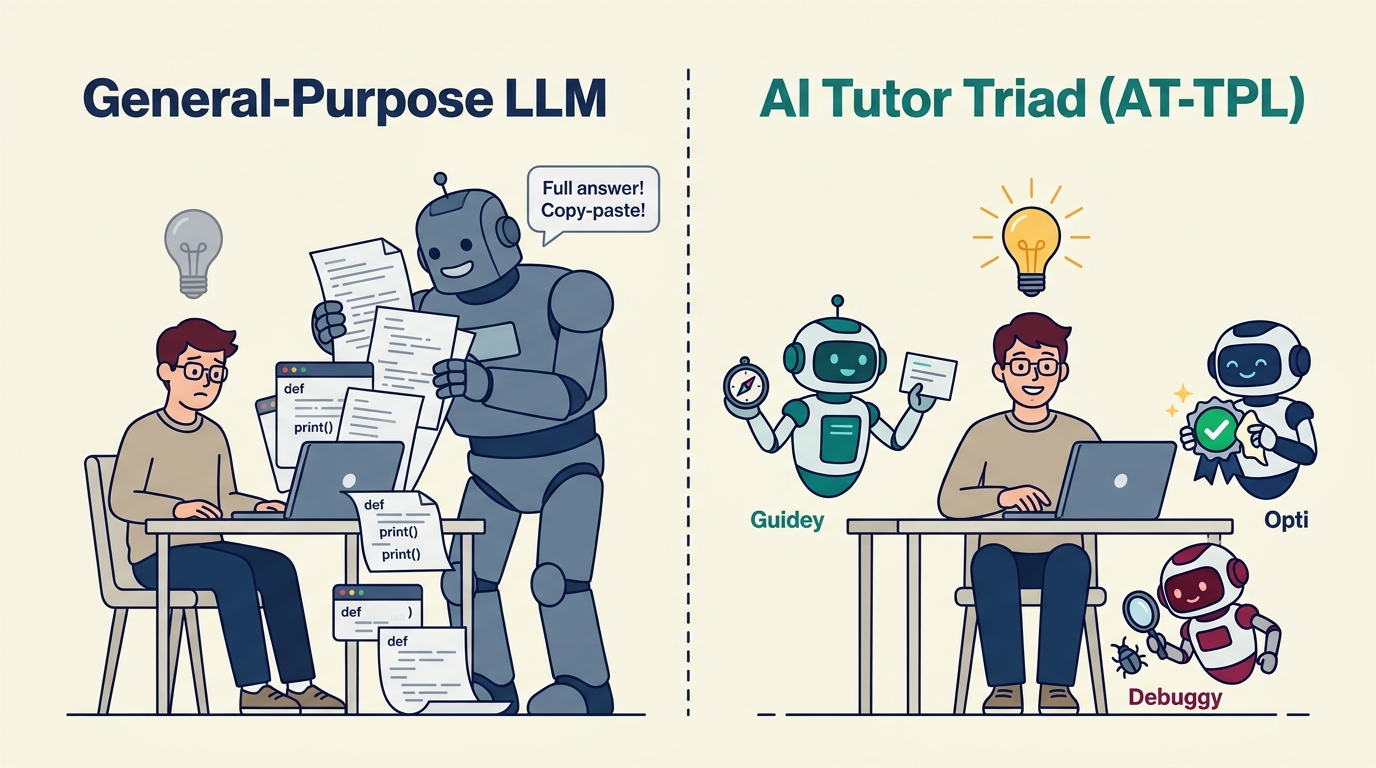 General-Purpose LLM
Full answer!
Copy-paste!
def
print()
def
print()
print()
def )
def
AI Tutor Triad (AT-TPL)
Guidey
Opti
Debuggy